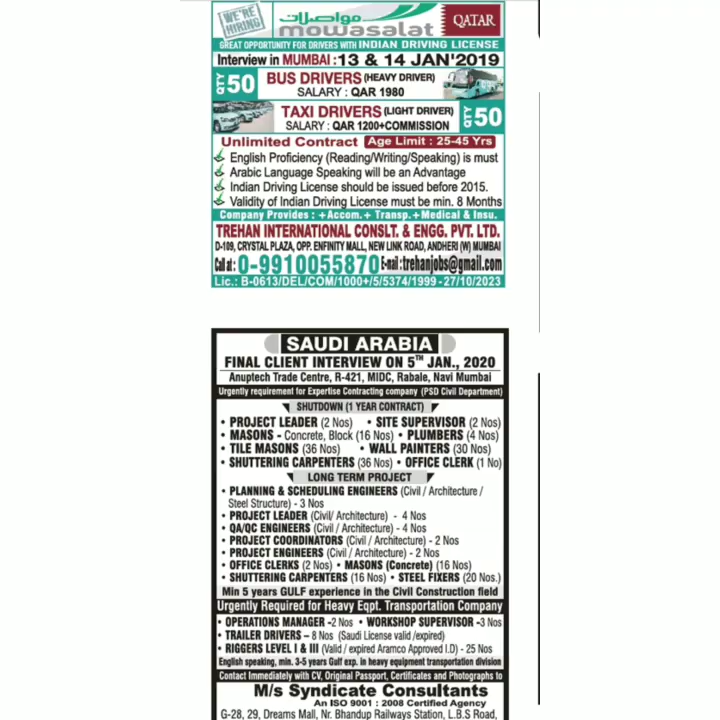 WE'RE HIRING
مواصلات
mowasalat
QATAR
GREAT OPPORTUNITY FOR DRIVERS WITH INDIAN DRIVING LICENSE
Interview in MUMBAI :13 & 14 JAN'2019
QTY 50 BUS DRIVERS (HEAVY DRIVER)
SALARY : QAR 1980
TAXI DRIVERS (LIGHT DRIVER) QTY 50
SALARY : QAR 1200+COMMISSION
Unlimited Contract Age Limit : 25-45 Yrs
English Proficiency (Reading/Writing/Speaking) is must
Arabic Language Speaking will be an Advantage
Indian Driving License should be issued before 2015.
Validity of Indian Driving License must be min. 8 Months
Company Provides : +Accom.+ Transp.+Medical & Insu.
TREHAN INTERNATIONAL CONSLT. & ENGG. PVT. LTD.
D-109, CRYSTAL PLAZA, OPP. ENFINITY MALL, NEW LINK ROAD, ANDHERI (W) MUMBAI
Call at : 0-9910055870 E-mail :trehanjobs@gmail.com
Lic.: B-0613/DEL/COM/1000+/5/5374/1999 - 27/10/2023
SAUDI ARABIA
FINAL CLIENT INTERVIEW ON 5TH JAN., 2020
Anuptech Trade Centre, R-421, MIDC, Rabale, Navi Mumbai
Urgently requirement for Expertise Contracting company (PSD Civil Department)
SHUTDOWN (1 YEAR CONTRACT)
• PROJECT LEADER (2 Nos) • SITE SUPERVISOR (2 Nos)
• MASONS - Concrete, Block (16 Nos) • PLUMBERS (4 Nos)
• TILE MASONS (36 Nos) • WALL PAINTERS (30 Nos)
• SHUTTERING CARPENTERS (36 Nos) • OFFICE CLERK (1 No)
LONG TERM PROJECT
• PLANNING & SCHEDULING ENGINEERS (Civil / Architecture /
Steel Structure) - 3 Nos
• PROJECT LEADER (Civil/ Architecture) - 4 Nos
• QA/QC ENGINEERS (Civil / Architecture) - 4 Nos
• PROJECT COORDINATORS (Civil / Architecture) - 2 Nos
• PROJECT ENGINEERS (Civil / Architecture) - 2 Nos
• OFFICE CLERKS (2 Nos) • MASONS (Concrete) (16 Nos)
• SHUTTERING CARPENTERS (16 Nos) • STEEL FIXERS (20 Nos.)
Min 5 years GULF experience in the Civil Construction field
Urgently Required for Heavy Eqpt. Transportation Company
• OPERATIONS MANAGER -2 Nos • WORKSHOP SUPERVISOR -3 Nos
• TRAILER DRIVERS – 8 Nos (Saudi License valid /expired)
• RIGGERS LEVEL I & III (Valid / expired Aramco Approved I.D) - 25 Nos
English speaking, min. 3-5 years Gulf exp. in heavy equipment transportation division
Contact Immediately with CV, Original Passport, Certificates and Photographs to
M/s Syndicate Consultants
An ISO 9001 : 2008 Certified Agency
G-28, 29, Dreams Mall, Nr. Bhandup Railways Station, L.B.S Road,